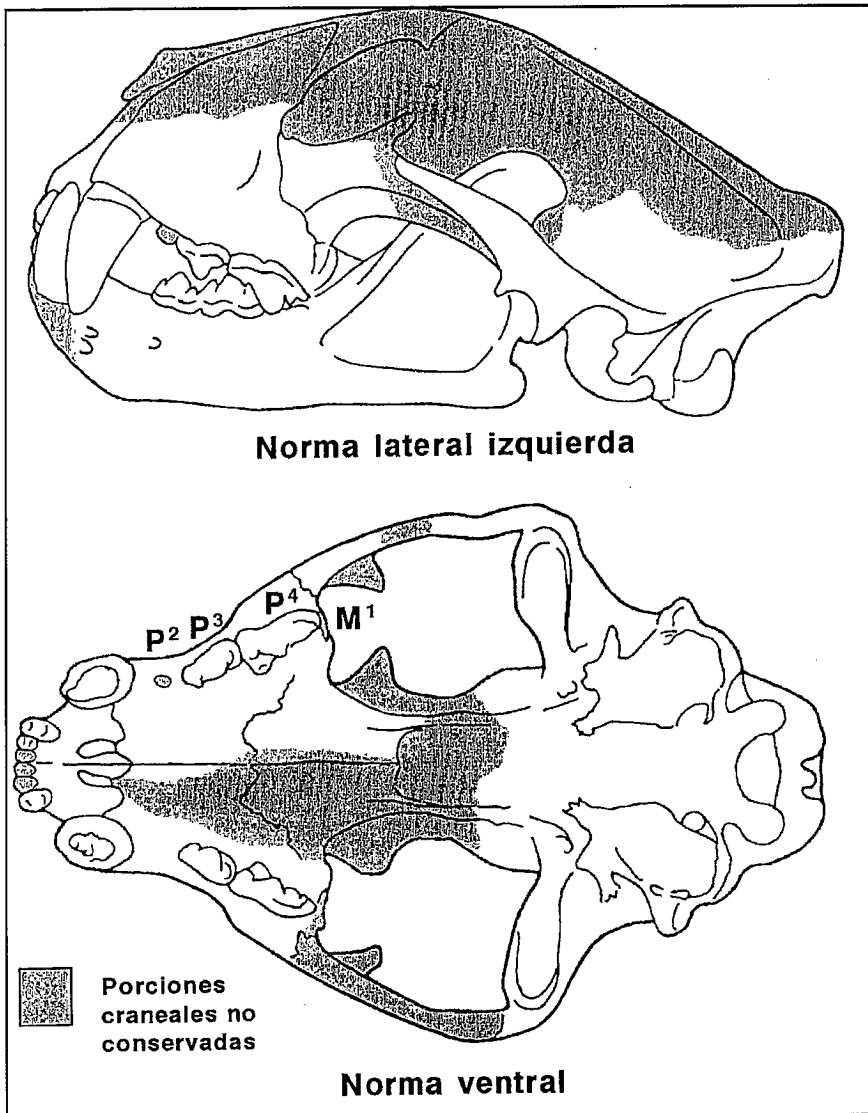 Norma lateral izquierda
P² P³ P⁴ M¹
Porciones
craneales no
conservadas
Norma ventral